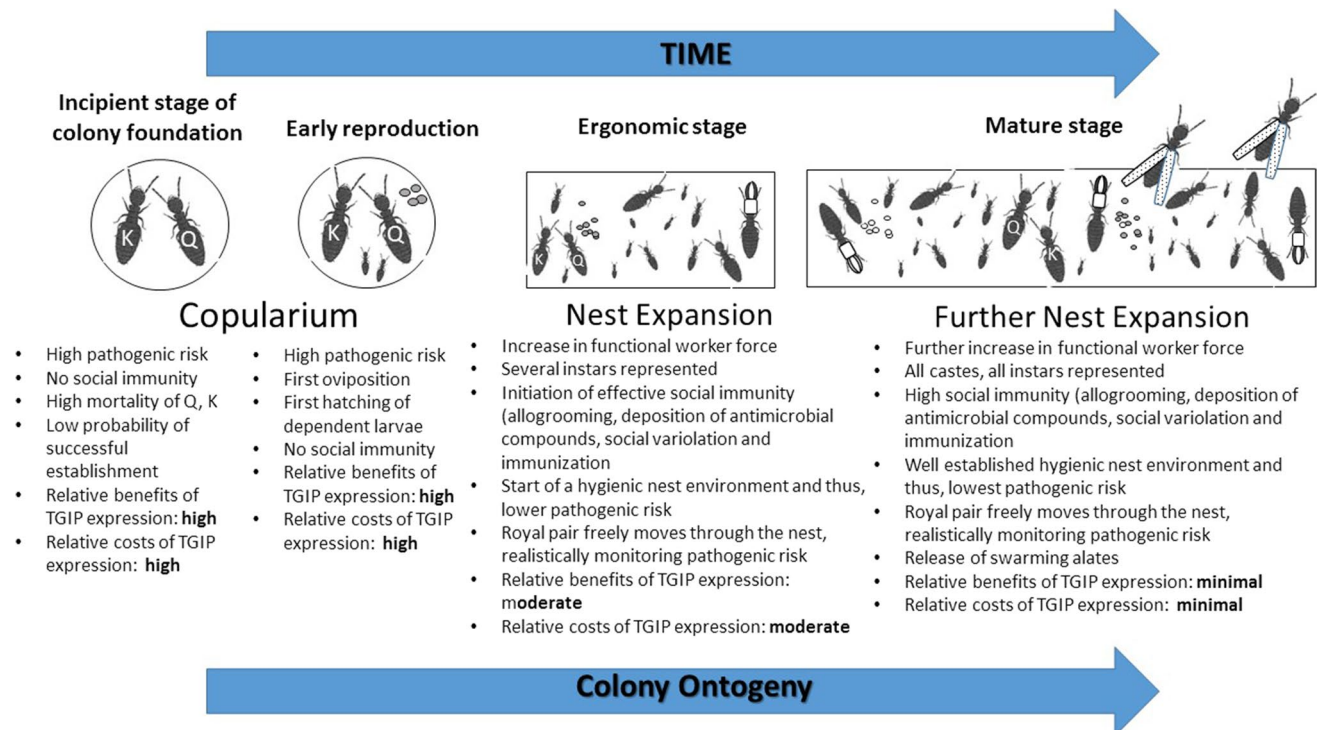 TIME
Incipient stage of
colony foundation
Early reproduction
Ergonomic stage
Mature stage
K
Q
K
Q
K
Q
Q
K
Copularium
• High pathogenic risk
• No social immunity
• High mortality of Q, K
• Low probability of
successful
establishment
• Relative benefits of
TGIP expression: high
• Relative costs of TGIP
expression: high
• High pathogenic risk
• First oviposition
• First hatching of
dependent larvae
• No social immunity
• Relative benefits of
TGIP expression: high
• Relative costs of TGIP
expression: high
Nest Expansion
• Increase in functional worker force
• Several instars represented
• Initiation of effective social immunity
(allogrooming, deposition of antimicrobial
compounds, social variolation and
immunization
• Start of a hygienic nest environment and thus,
lower pathogenic risk
• Royal pair freely moves through the nest,
realistically monitoring pathogenic risk
• Relative benefits of TGIP expression:
moderate
• Relative costs of TGIP expression: moderate
Further Nest Expansion
• Further increase in functional worker force
• All castes, all instars represented
• High social immunity (allogrooming, deposition of
antimicrobial compounds, social variolation and
immunization
• Well established hygienic nest environment and
thus, lowest pathogenic risk
• Royal pair freely moves through the nest,
realistically monitoring pathogenic risk
• Release of swarming alates
• Relative benefits of TGIP expression: minimal
• Relative costs of TGIP expression: minimal
Colony Ontogeny